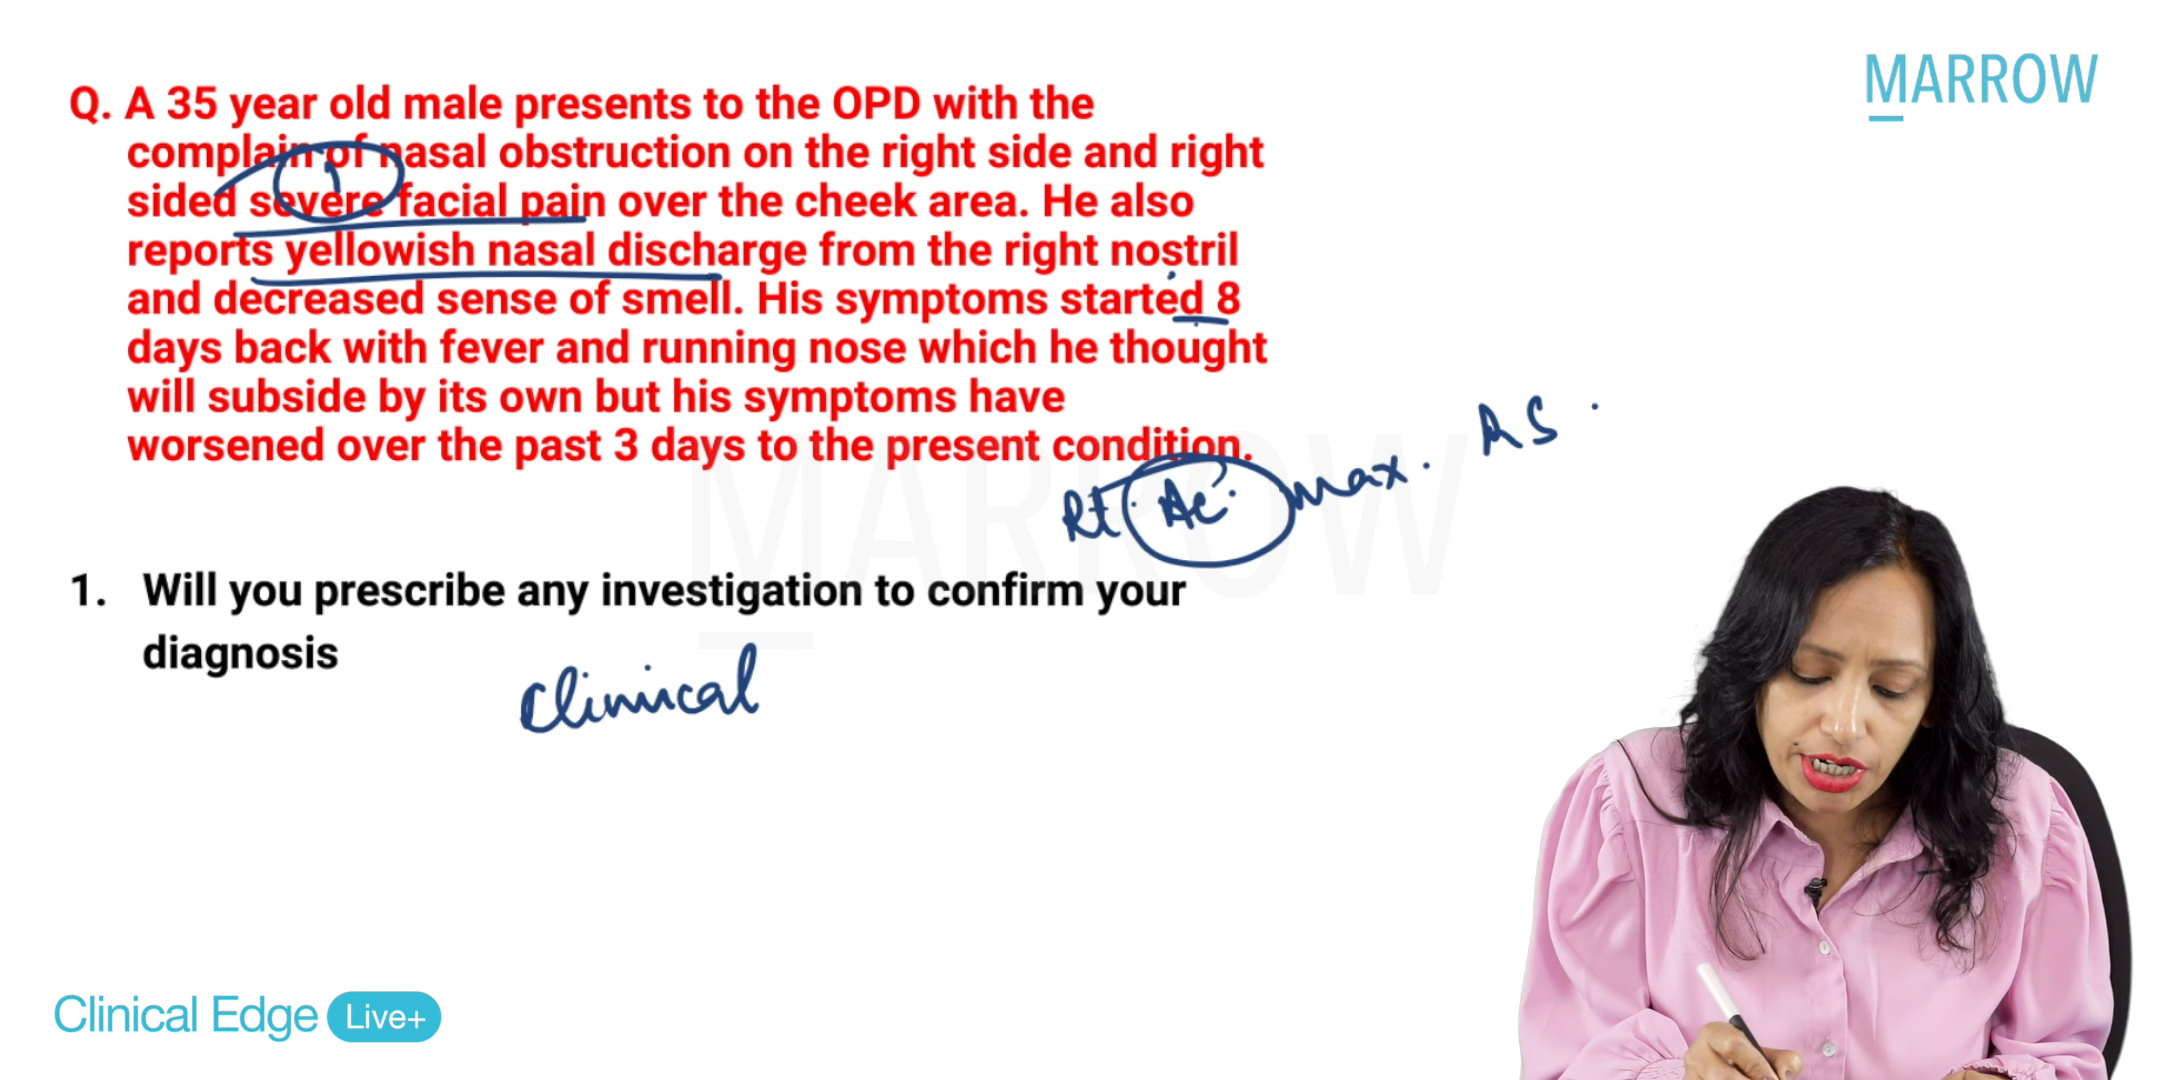 MARROW
Q. A 35 year old male presents to the OPD with the
complain of nasal obstruction on the right side and right
sided severe facial pain over the cheek area. He also
reports yellowish nasal discharge from the right nostril
and decreased sense of smell. His symptoms started 8
days back with fever and running nose which he thought
will subside by its own but his symptoms have
worsened over the past 3 days to the present condition.
Rt. Ac. max. AS.
MARROW
1. Will you prescribe any investigation to confirm your
diagnosis
Clinical
Clinical Edge Live+